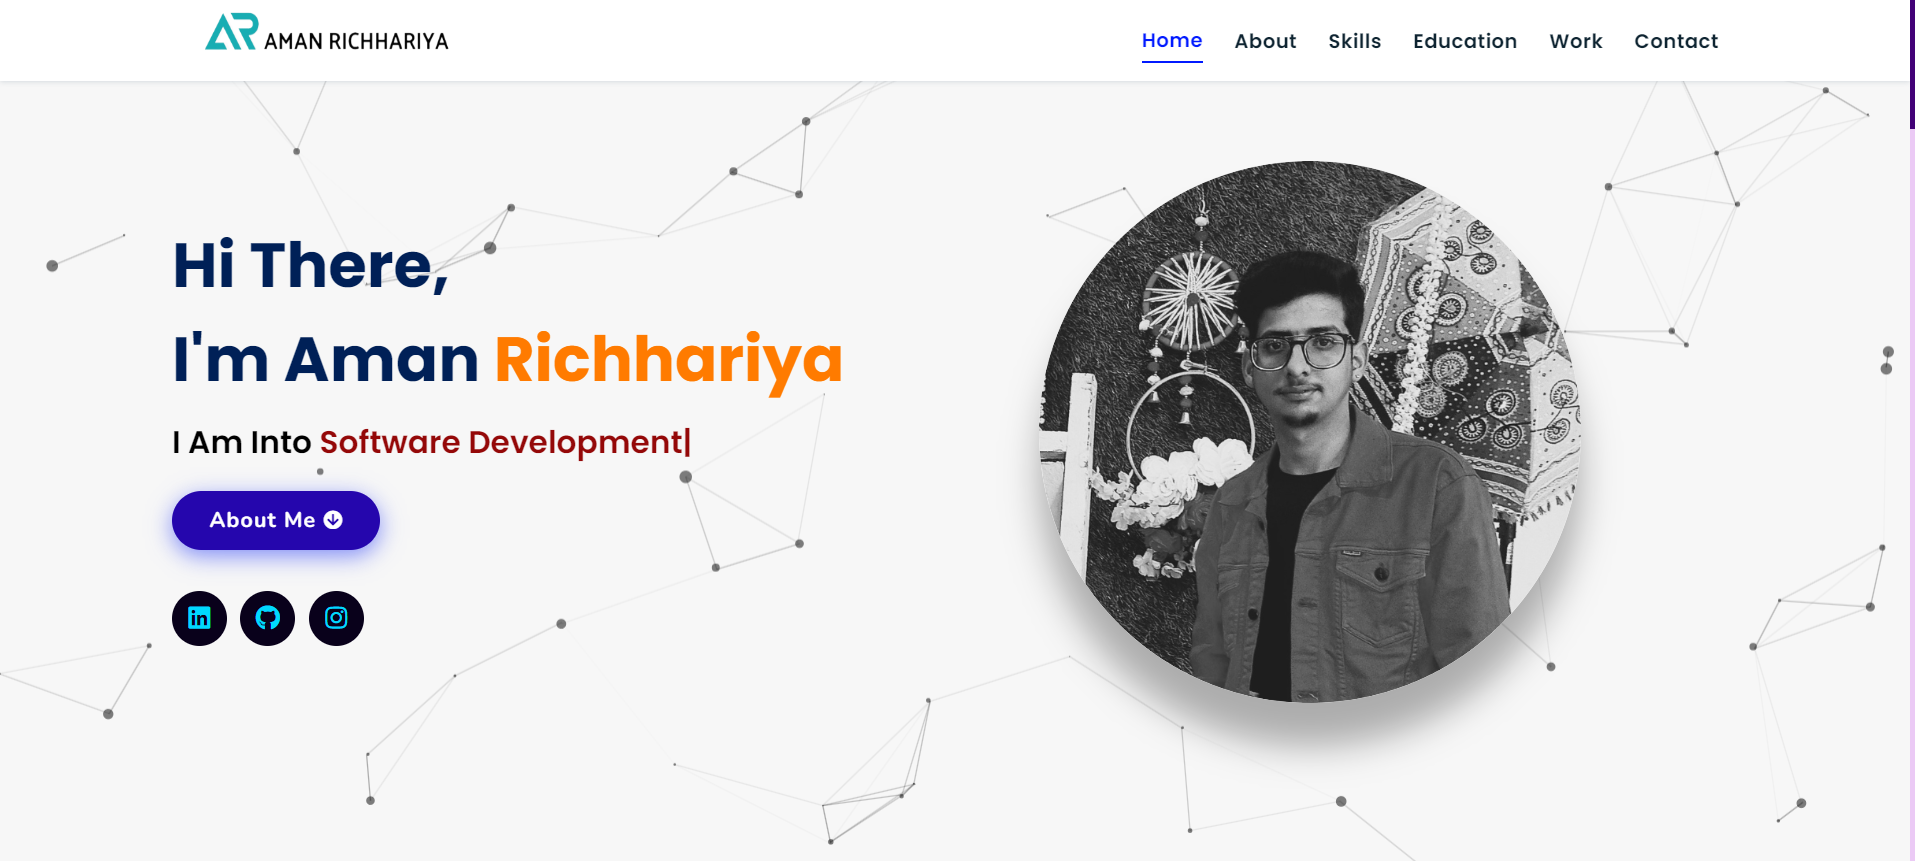 AR AMAN RICHHARIYA
Home About Skills Education Work Contact
Hi There,
I'm Aman Richhariya
I Am Into Software Development|
About Me
in